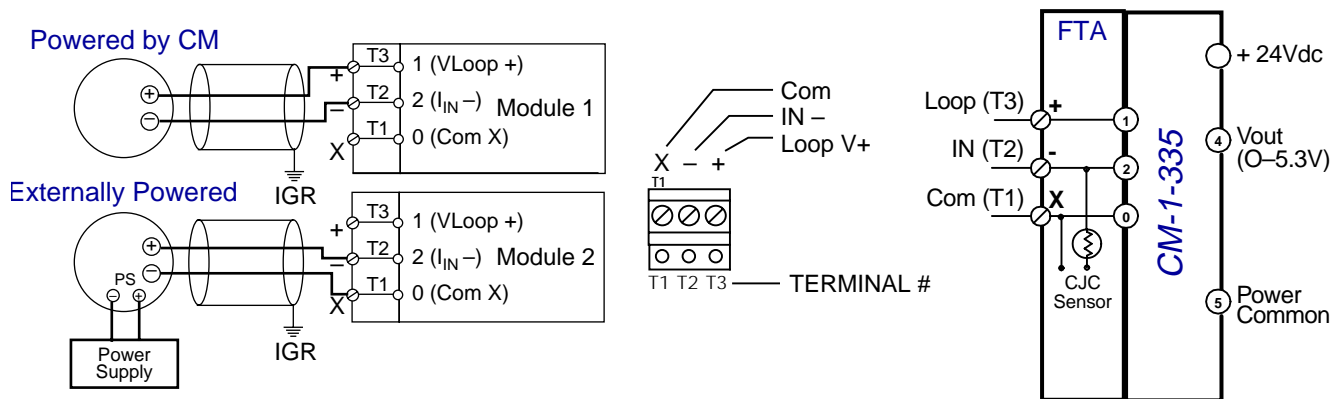 Powered by CM
+
−
T3
1 (VLoop +)
+
T2
2 (IIN −)
Module 1
−
T1
0 (Com X)
X
IGR
Externally Powered
+
−
PS
−
+
Power
Supply
T3
1 (VLoop +)
+
T2
2 (IIN −)
Module 2
−
T1
0 (Com X)
X
IGR
Com
IN −
Loop V+
X − +
T1
T1 T2 T3
TERMINAL #
FTA
CM-1-335
Loop (T3)
+
1
IN (T2)
-
2
Com (T1)
X
0
CJC
Sensor
+ 24Vdc
4
Vout
(O–5.3V)
5
Power
Common